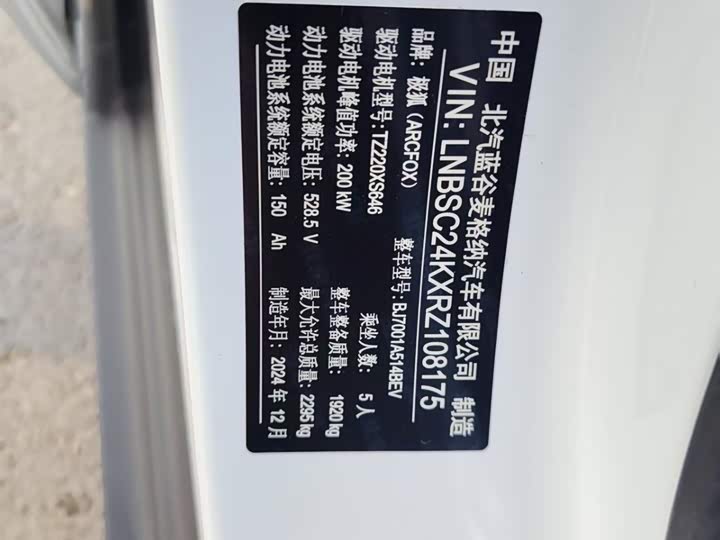 中国 北汽蓝谷麦格纳汽车有限公司 制造
VIN: LNBSC24KXRZ108175
品牌: 极狐（ARCFOX） 整车型号: BJ7001A514BEV
驱动电机型号: TZ220XS646 乘坐人数: 5 人
驱动电机峰值功率: 200 kW 整车整备质量: 1920 kg
动力电池系统额定电压: 528.5 V 最大允许总质量: 2295 kg
动力电池系统额定容量: 150 Ah 制造年月: 2024 年 12 月